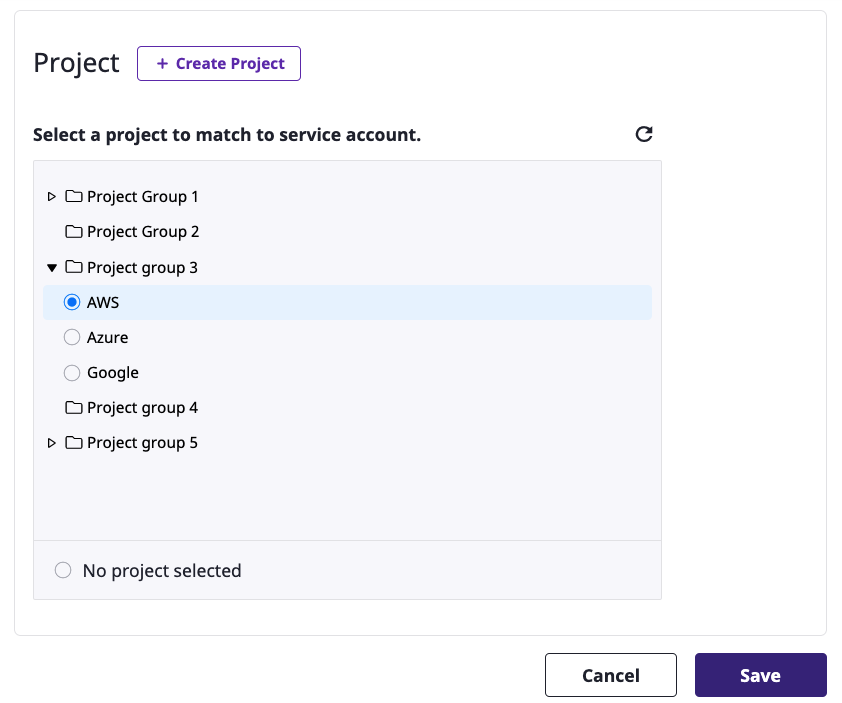 Project
+ Create Project
Select a project to match to service account.
Project Group 1
Project Group 2
Project group 3
AWS
Azure
Google
Project group 4
Project group 5
No project selected
Cancel
Save